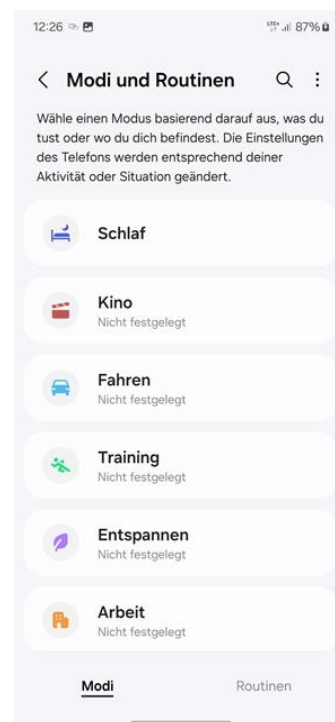 12:26
LTE+ 87%
Modi und Routinen
Wähle einen Modus basierend darauf aus, was du
tust oder wo du dich befindest. Die Einstellungen
des Telefons werden entsprechend deiner
Aktivität oder Situation geändert.
Schlaf
Kino
Nicht festgelegt
Fahren
Nicht festgelegt
Training
Nicht festgelegt
Entspannen
Nicht festgelegt
Arbeit
Nicht festgelegt
Modi
Routinen